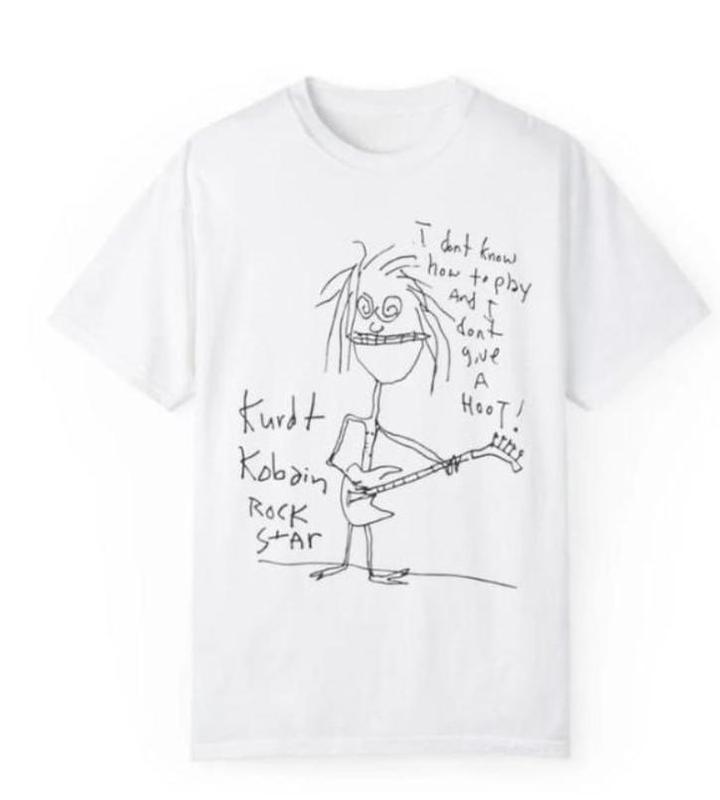 I dont know
how to play
And I
dont
give
A
HOOT!
Kurdt
Kobain
ROCK
StAr